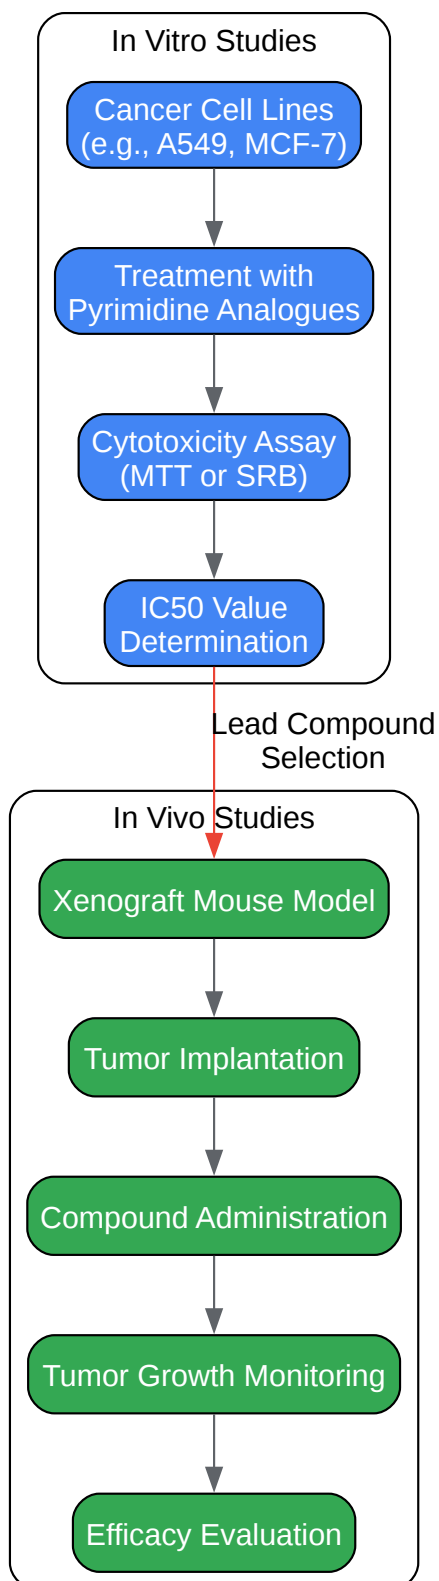 In Vitro Studies
Cancer Cell Lines
(e.g., A549, MCF-7)
Treatment with
Pyrimidine Analogues
Cytotoxicity Assay
(MTT or SRB)
IC50 Value
Determination
Lead Compound
Selection
In Vivo Studies
Xenograft Mouse Model
Tumor Implantation
Compound Administration
Tumor Growth Monitoring
Efficacy Evaluation